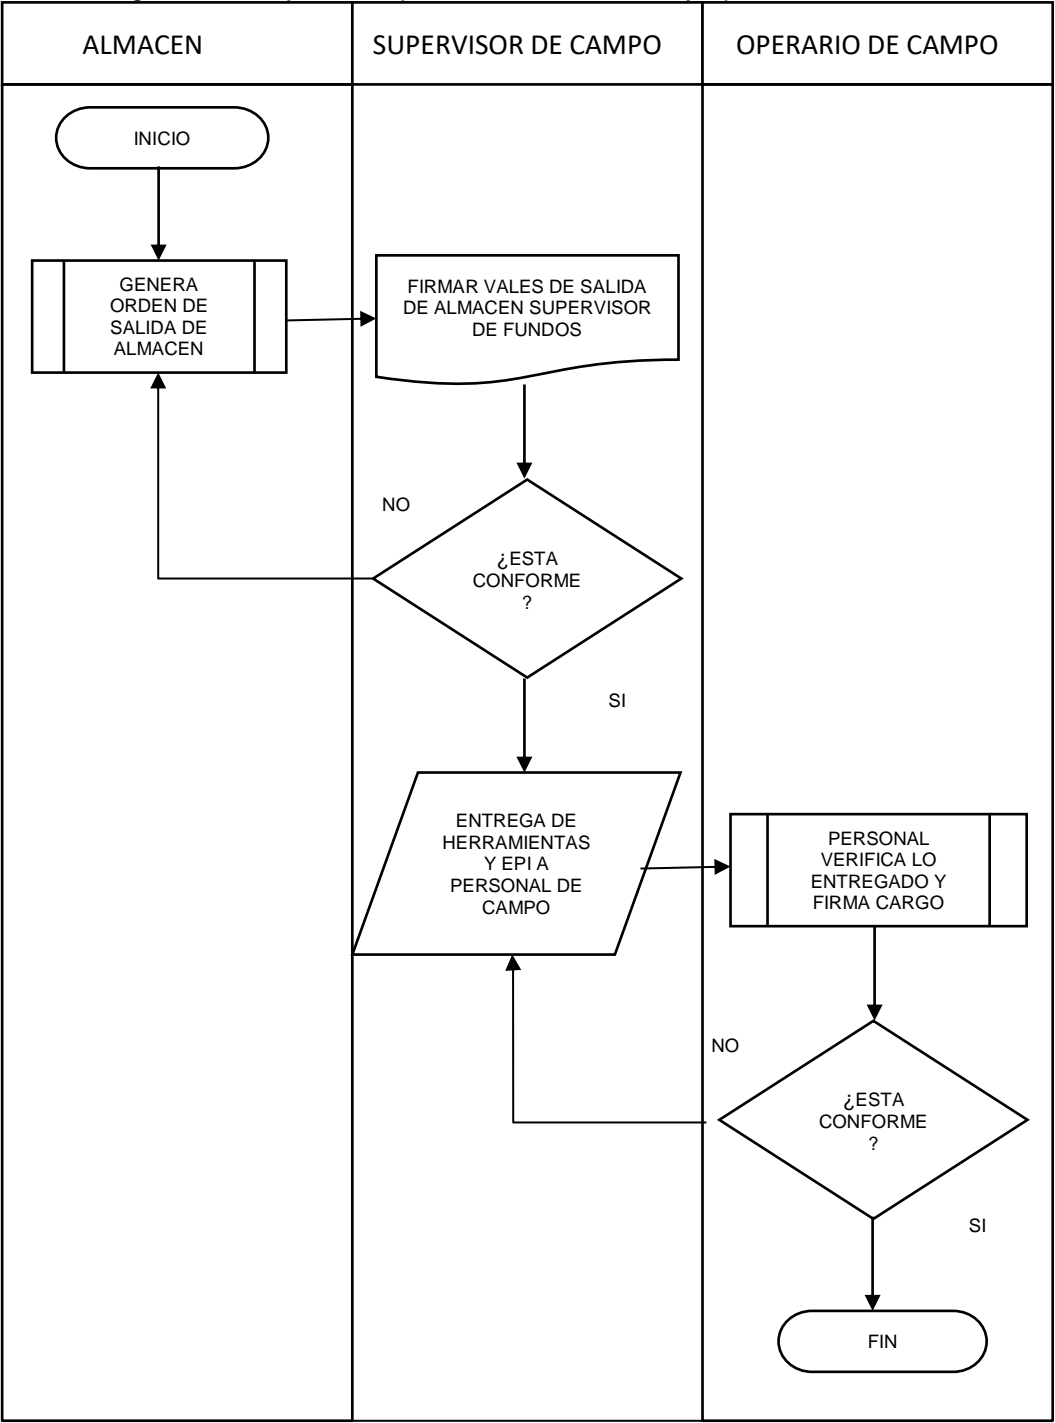 ALMACEN
SUPERVISOR DE CAMPO
OPERARIO DE CAMPO
INICIO
GENERA
ORDEN DE
SALIDA DE
ALMACEN
FIRMAR VALES DE SALIDA
DE ALMACEN SUPERVISOR
DE FUNDOS
NO
¿ESTA
CONFORME
?
SI
ENTREGA DE
HERRAMIENTAS
Y EPI A
PERSONAL DE
CAMPO
PERSONAL
VERIFICA LO
ENTREGADO Y
FIRMA CARGO
NO
¿ESTA
CONFORME
?
SI
FIN